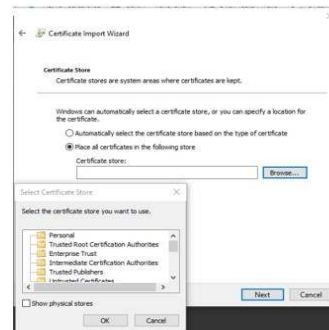 Certificate Import Wizard
Certificate Store
Certificate stores are system areas where certificates are kept.
Windows can automatically select a certificate store, or you can specify a location for
the certificate.
Automatically select the certificate store based on the type of certificate
Place all certificates in the following store
Certificate store:
Browse...
Select Certificate Store
Select the certificate store you want to use.
Personal
Trusted Root Certification Authorities
Enterprise Trust
Intermediate Certification Authorities
Trusted Publishers
Untrusted Certificates
Show physical stores
OK Cancel
Next Cancel